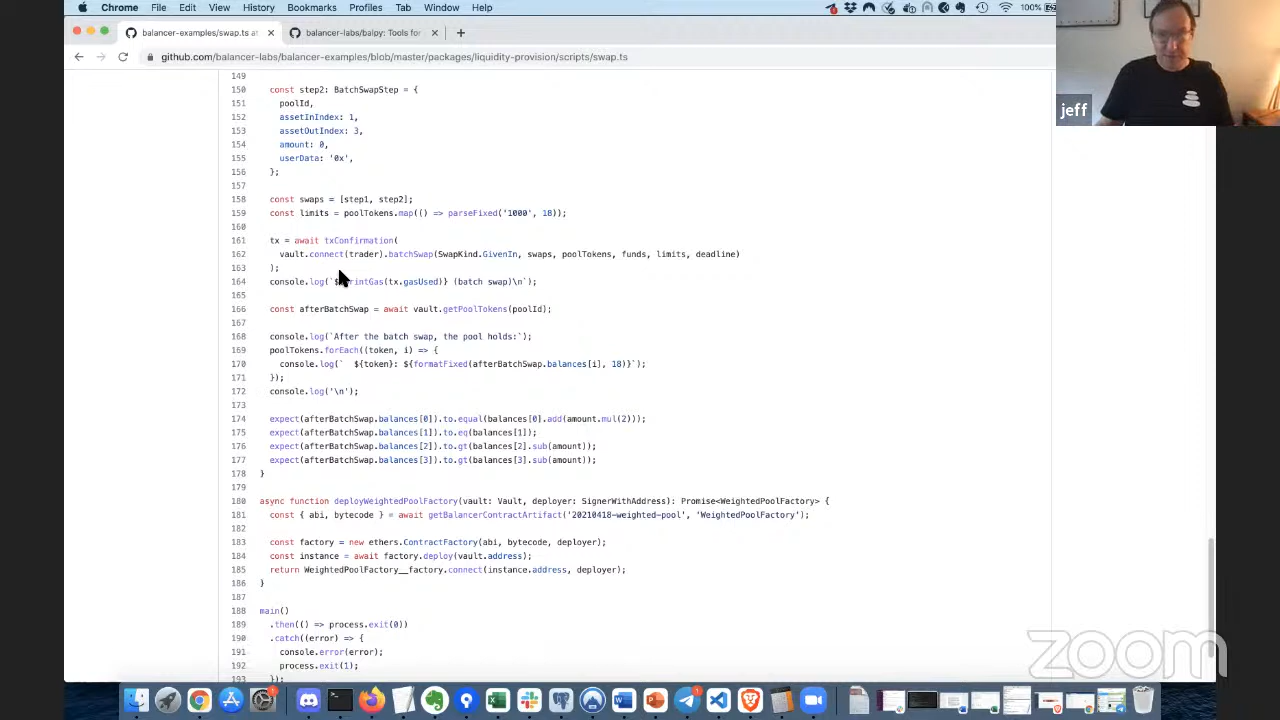 Chrome File Edit View History Bookmarks Profiles Tab Window Help 100%
balancer-examples/swap.ts at
balancer-labs/balpy: Tools for
github.com/balancer-labs/balancer-examples/blob/master/packages/liquidity-provision/scripts/swap.ts
jeff
149
150 const step2: BatchSwapStep = {
151 poolId,
152 assetInIndex: 1,
153 assetOutIndex: 3,
154 amount: 0,
155 userData: '0x',
156 };
157
158 const swaps = [step1, step2];
159 const limits = poolTokens.map(() => parseFixed('1000', 18));
160
161 tx = await txConfirmation(
162 vault.connect(trader).batchSwap(SwapKind.GivenIn, swaps, poolTokens, funds, limits, deadline)
163 );
164 console.log(`$ rintGas(tx.gasUsed)} (batch swap)\n`);
165
166 const afterBatchSwap = await vault.getPoolTokens(poolId);
167
168 console.log(`After the batch swap, the pool holds:`);
169 poolTokens.forEach((token, i) => {
170 console.log(`  ${token}: ${formatFixed(afterBatchSwap.balances[i], 18)}`);
171 });
172 console.log('\n');
173
174 expect(afterBatchSwap.balances[0]).to.equal(balances[0].add(amount.mul(2)));
175 expect(afterBatchSwap.balances[1]).to.eq(balances[1]);
176 expect(afterBatchSwap.balances[2]).to.gt(balances[2].sub(amount));
177 expect(afterBatchSwap.balances[3]).to.gt(balances[3].sub(amount));
178 }
179
180 async function deployWeightedPoolFactory(vault: Vault, deployer: SignerWithAddress): Promise<WeightedPoolFactory> {
181 const { abi, bytecode } = await getBalancerContractArtifact('20210418-weighted-pool', 'WeightedPoolFactory');
182
183 const factory = new ethers.ContractFactory(abi, bytecode, deployer);
184 const instance = await factory.deploy(vault.address);
185 return WeightedPoolFactory__factory.connect(instance.address, deployer);
186 }
187
188 main()
189 .then(() => process.exit(0))
190 .catch((error) => {
191 console.error(error);
192 process.exit(1);
193 });
zoom